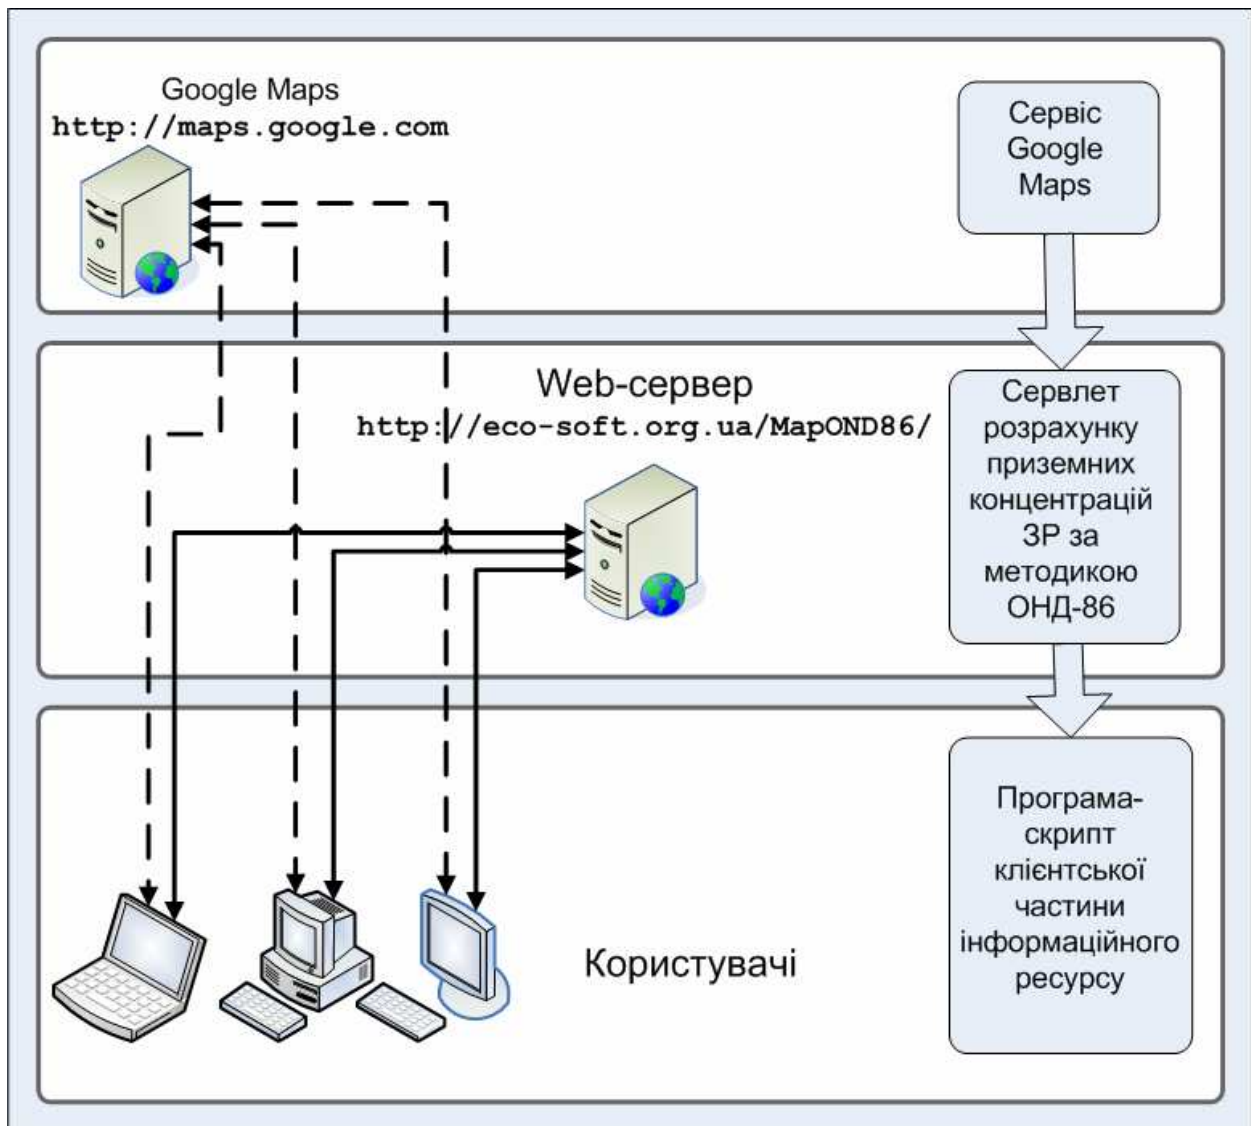 Google Maps
http://maps.google.com
Сервіс
Google
Maps
Web-сервер
http://eco-soft.org.ua/MapOND86/
Сервлет
розрахунку
приземних
концентрацій
ЗР за
методикою
ОНД-86
Користувачі
Програма-
скрипт
клієнтської
частини
інформаційного
ресурсу